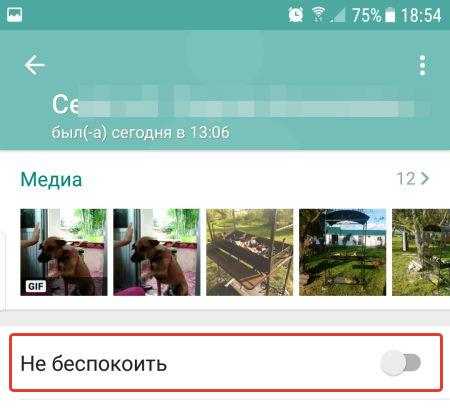 75% 18:54
Се
был(-а) сегодня в 13:06
Медиа 12
GIF
Не беспокоить